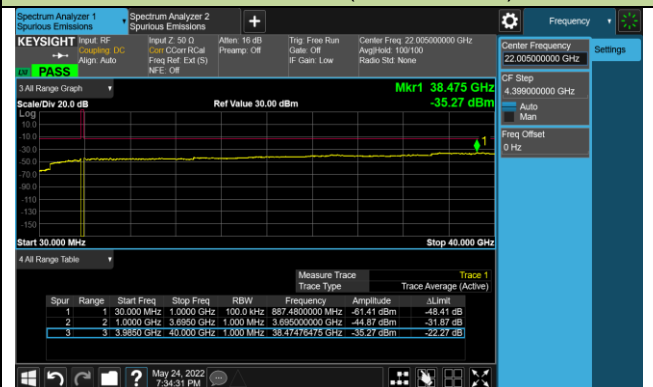 Spectrum Analyzer 1
Spurious Emissions
Spectrum Analyzer 2
Spurious Emissions
Frequency
KEYSIGHT
Input: RF
Coupling: DC
Align: Auto
Input Z: 50 Ω
Corr CCorr RCal
Freq Ref: Ext (S)
NFE: Off
Atten: 16 dB
Preamp: Off
Trig: Free Run
Gate: Off
IF Gain: Low
Center Freq: 22.005000000 GHz
Avg|Hold: 100/100
Radio Std: None
PASS
Center Frequency
22.005000000 GHz
Settings
CF Step
4.399000000 GHz
Auto
Man
Freq Offset
0 Hz
3 All Range Graph
Mkr1 38.475 GHz
-35.27 dBm
Scale/Div 20.0 dB
Ref Value 30.00 dBm
Log
10.0
-10.0
-30.0
-50.0
-70.0
-90.0
-110
-130
-150
1
Start 30.000 MHz
Stop 40.000 GHz
4 All Range Table
Measure Trace Trace 1
Trace Type Trace Average (Active)
Spur Range Start Freq Stop Freq RBW Frequency Amplitude ΔLimit
1 1 30.000 MHz 1.0000 GHz 100.0 kHz 887.4800000 MHz -61.41 dBm -48.41 dB
2 2 1.0000 GHz 3.6950 GHz 1.000 MHz 3.695000000 GHz -44.87 dBm -31.87 dB
3 3 3.9850 GHz 40.000 GHz 1.000 MHz 38.47476475 GHz -35.27 dBm -22.27 dB
May 24, 2022
7:34:31 PM